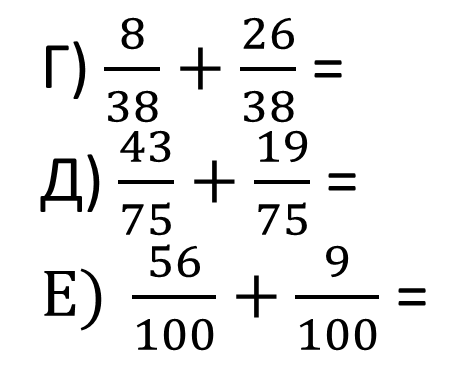 Г) 8/38 + 26/38 =
Д) 43/75 + 19/75 =
Е) 56/100 + 9/100 =